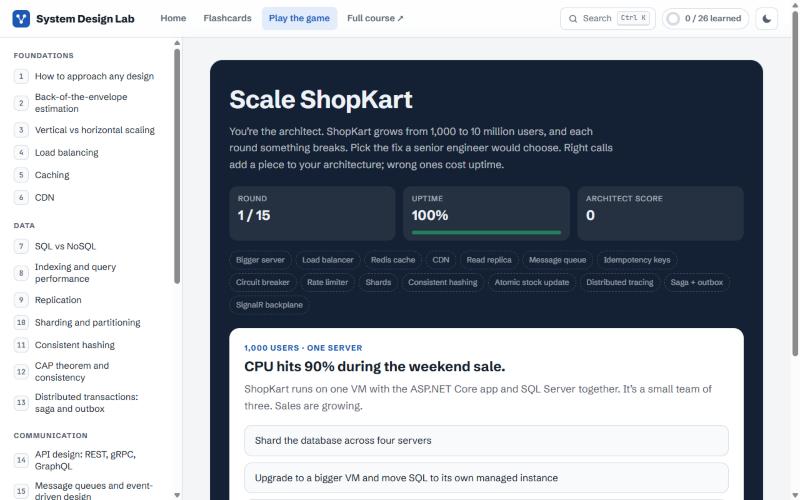 System Design Lab
Home
Flashcards
Play the game
Full course ↗
Search
Ctrl K
0 / 26 learned
FOUNDATIONS
1 How to approach any design
2 Back-of-the-envelope
estimation
3 Vertical vs horizontal scaling
4 Load balancing
5 Caching
6 CDN
DATA
7 SQL vs NoSQL
8 Indexing and query
performance
9 Replication
10 Sharding and partitioning
11 Consistent hashing
12 CAP theorem and
consistency
13 Distributed transactions:
saga and outbox
COMMUNICATION
14 API design: REST, gRPC,
GraphQL
15 Message queues and event-
driven design
Scale ShopKart
You're the architect. ShopKart grows from 1,000 to 10 million users, and each
round something breaks. Pick the fix a senior engineer would choose. Right calls
add a piece to your architecture; wrong ones cost uptime.
ROUND
1 / 15
UPTIME
100%
ARCHITECT SCORE
0
Bigger server
Load balancer
Redis cache
CDN
Read replica
Message queue
Idempotency keys
Circuit breaker
Rate limiter
Shards
Consistent hashing
Atomic stock update
Distributed tracing
Saga + outbox
SignalR backplane
1,000 USERS · ONE SERVER
CPU hits 90% during the weekend sale.
ShopKart runs on one VM with the ASP.NET Core app and SQL Server together. It's a small team of
three. Sales are growing.
Shard the database across four servers
Upgrade to a bigger VM and move SQL to its own managed instance